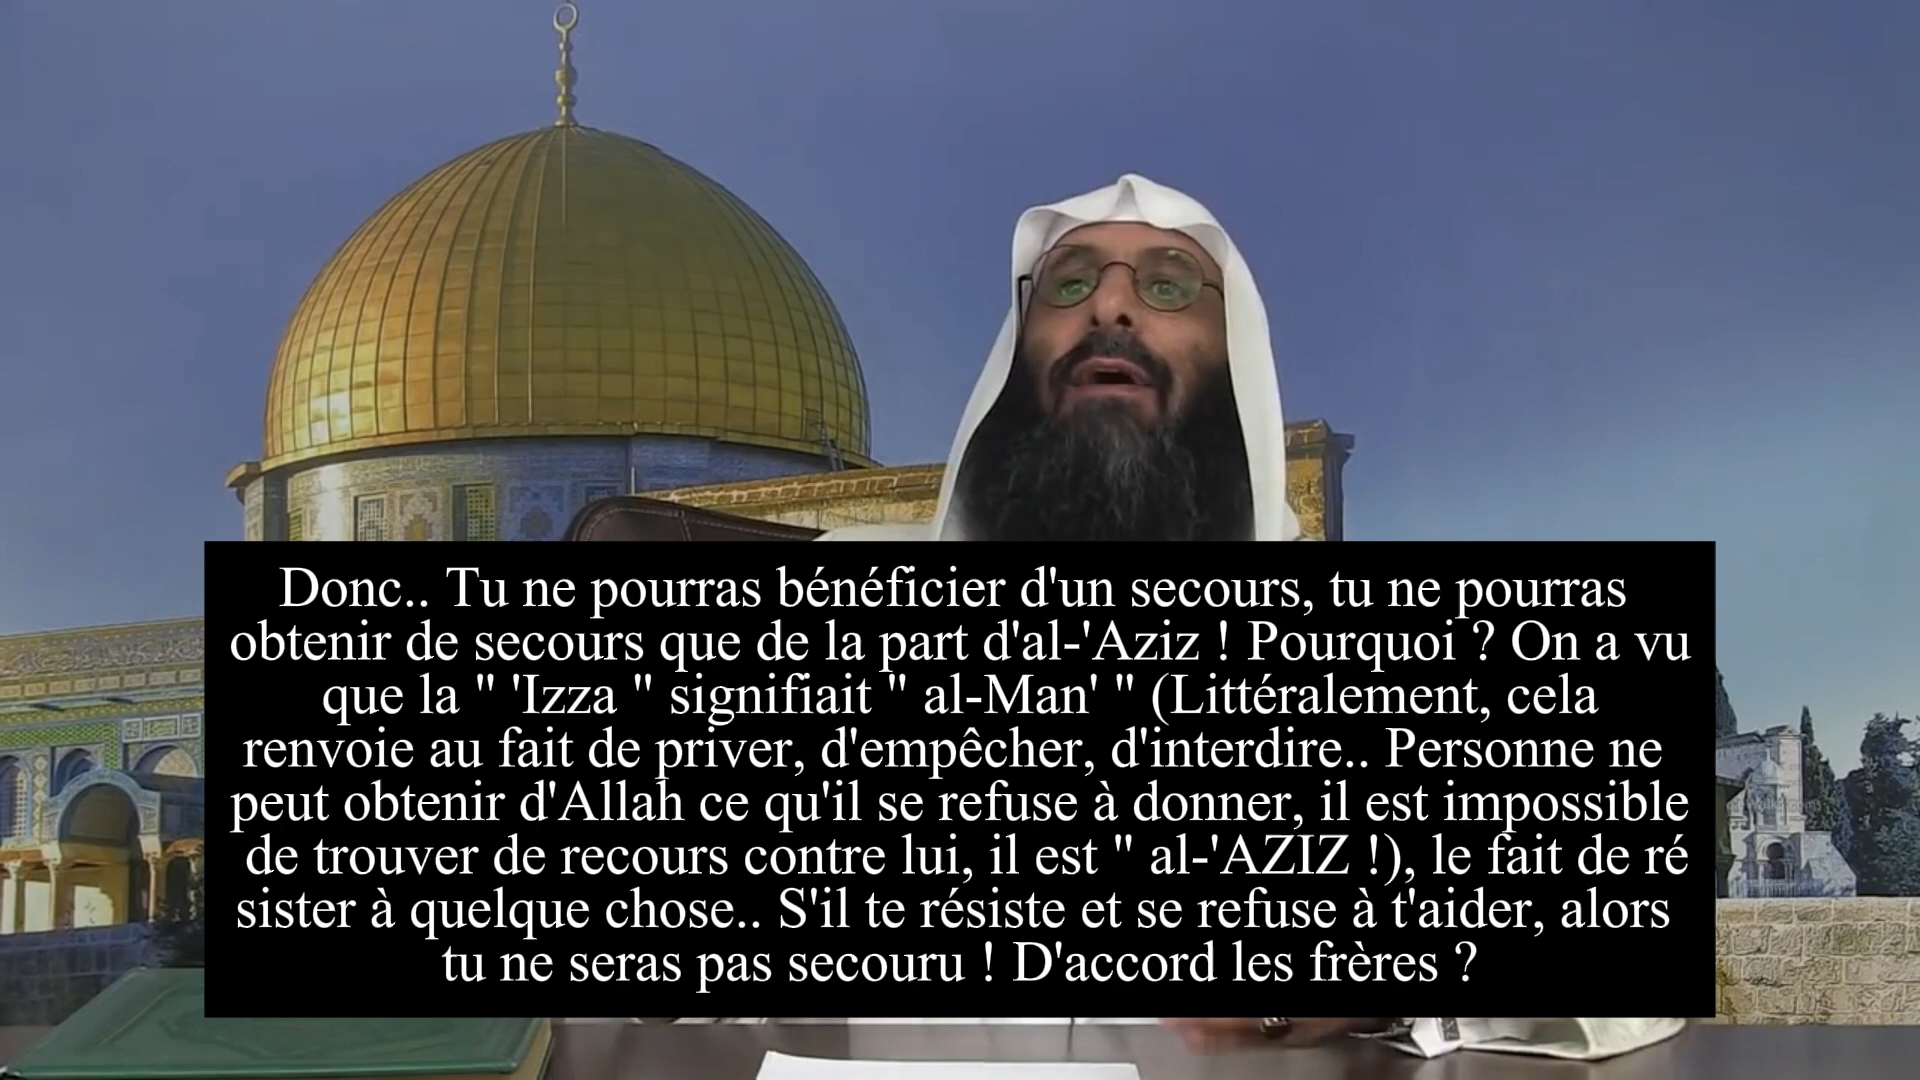 Donc.. Tu ne pourras bénéficier d'un secours, tu ne pourras
obtenir de secours que de la part d'al-'Aziz ! Pourquoi ? On a vu
que la " 'Izza " signifiait " al-Man' " (Littéralement, cela
renvoie au fait de priver, d'empêcher, d'interdire.. Personne ne
peut obtenir d'Allah ce qu'il se refuse à donner, il est impossible
de trouver de recours contre lui, il est " al-'AZIZ !), le fait de ré
sister à quelque chose.. S'il te résiste et se refuse à t'aider, alors
tu ne seras pas secouru ! D'accord les frères ?